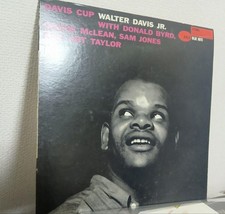 DAVIS CUP WALTER DAVIS JR.
WITH DONALD BYRD,
McLEAN, SAM JONES
TAYLOR